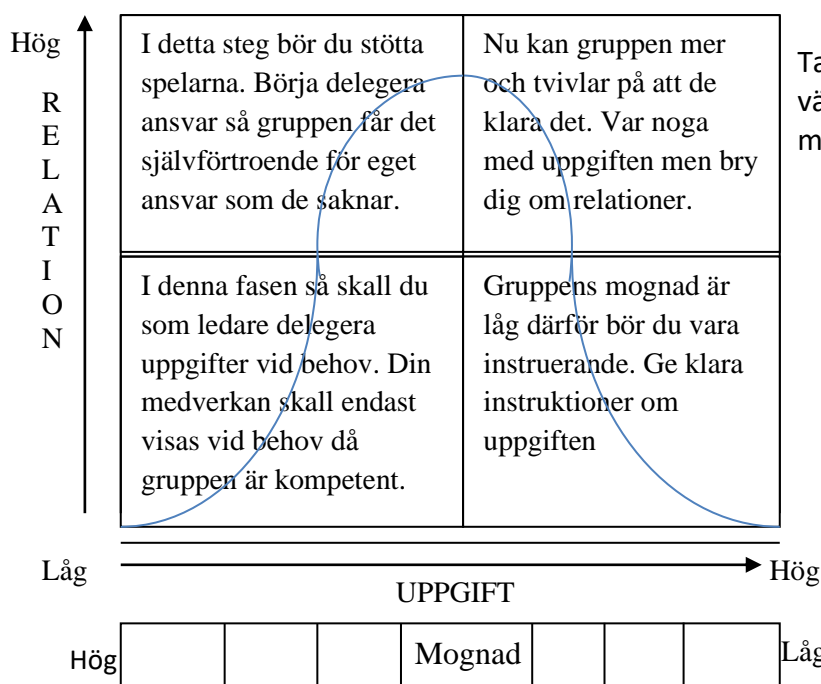 Hög
R
E
L
A
T
I
O
N
I detta steg bör du stötta
spelarna. Börja delegera
ansvar så gruppen får det
självförtroende för eget
ansvar som de saknar.
Nu kan gruppen mer
och tvivlar på att de
klara det. Var noga
med uppgiften men bry
dig om relationer.
I denna fasen så skall du
som ledare delegera
uppgifter vid behov. Din
medverkan skall endast
visas vid behov då
gruppen är kompetent.
Gruppens mognad är
låg därför bör du vara
instruerande. Ge klara
instruktioner om
uppgiften
Låg
Hög
UPPGIFT
Hög
Mognad
Låg